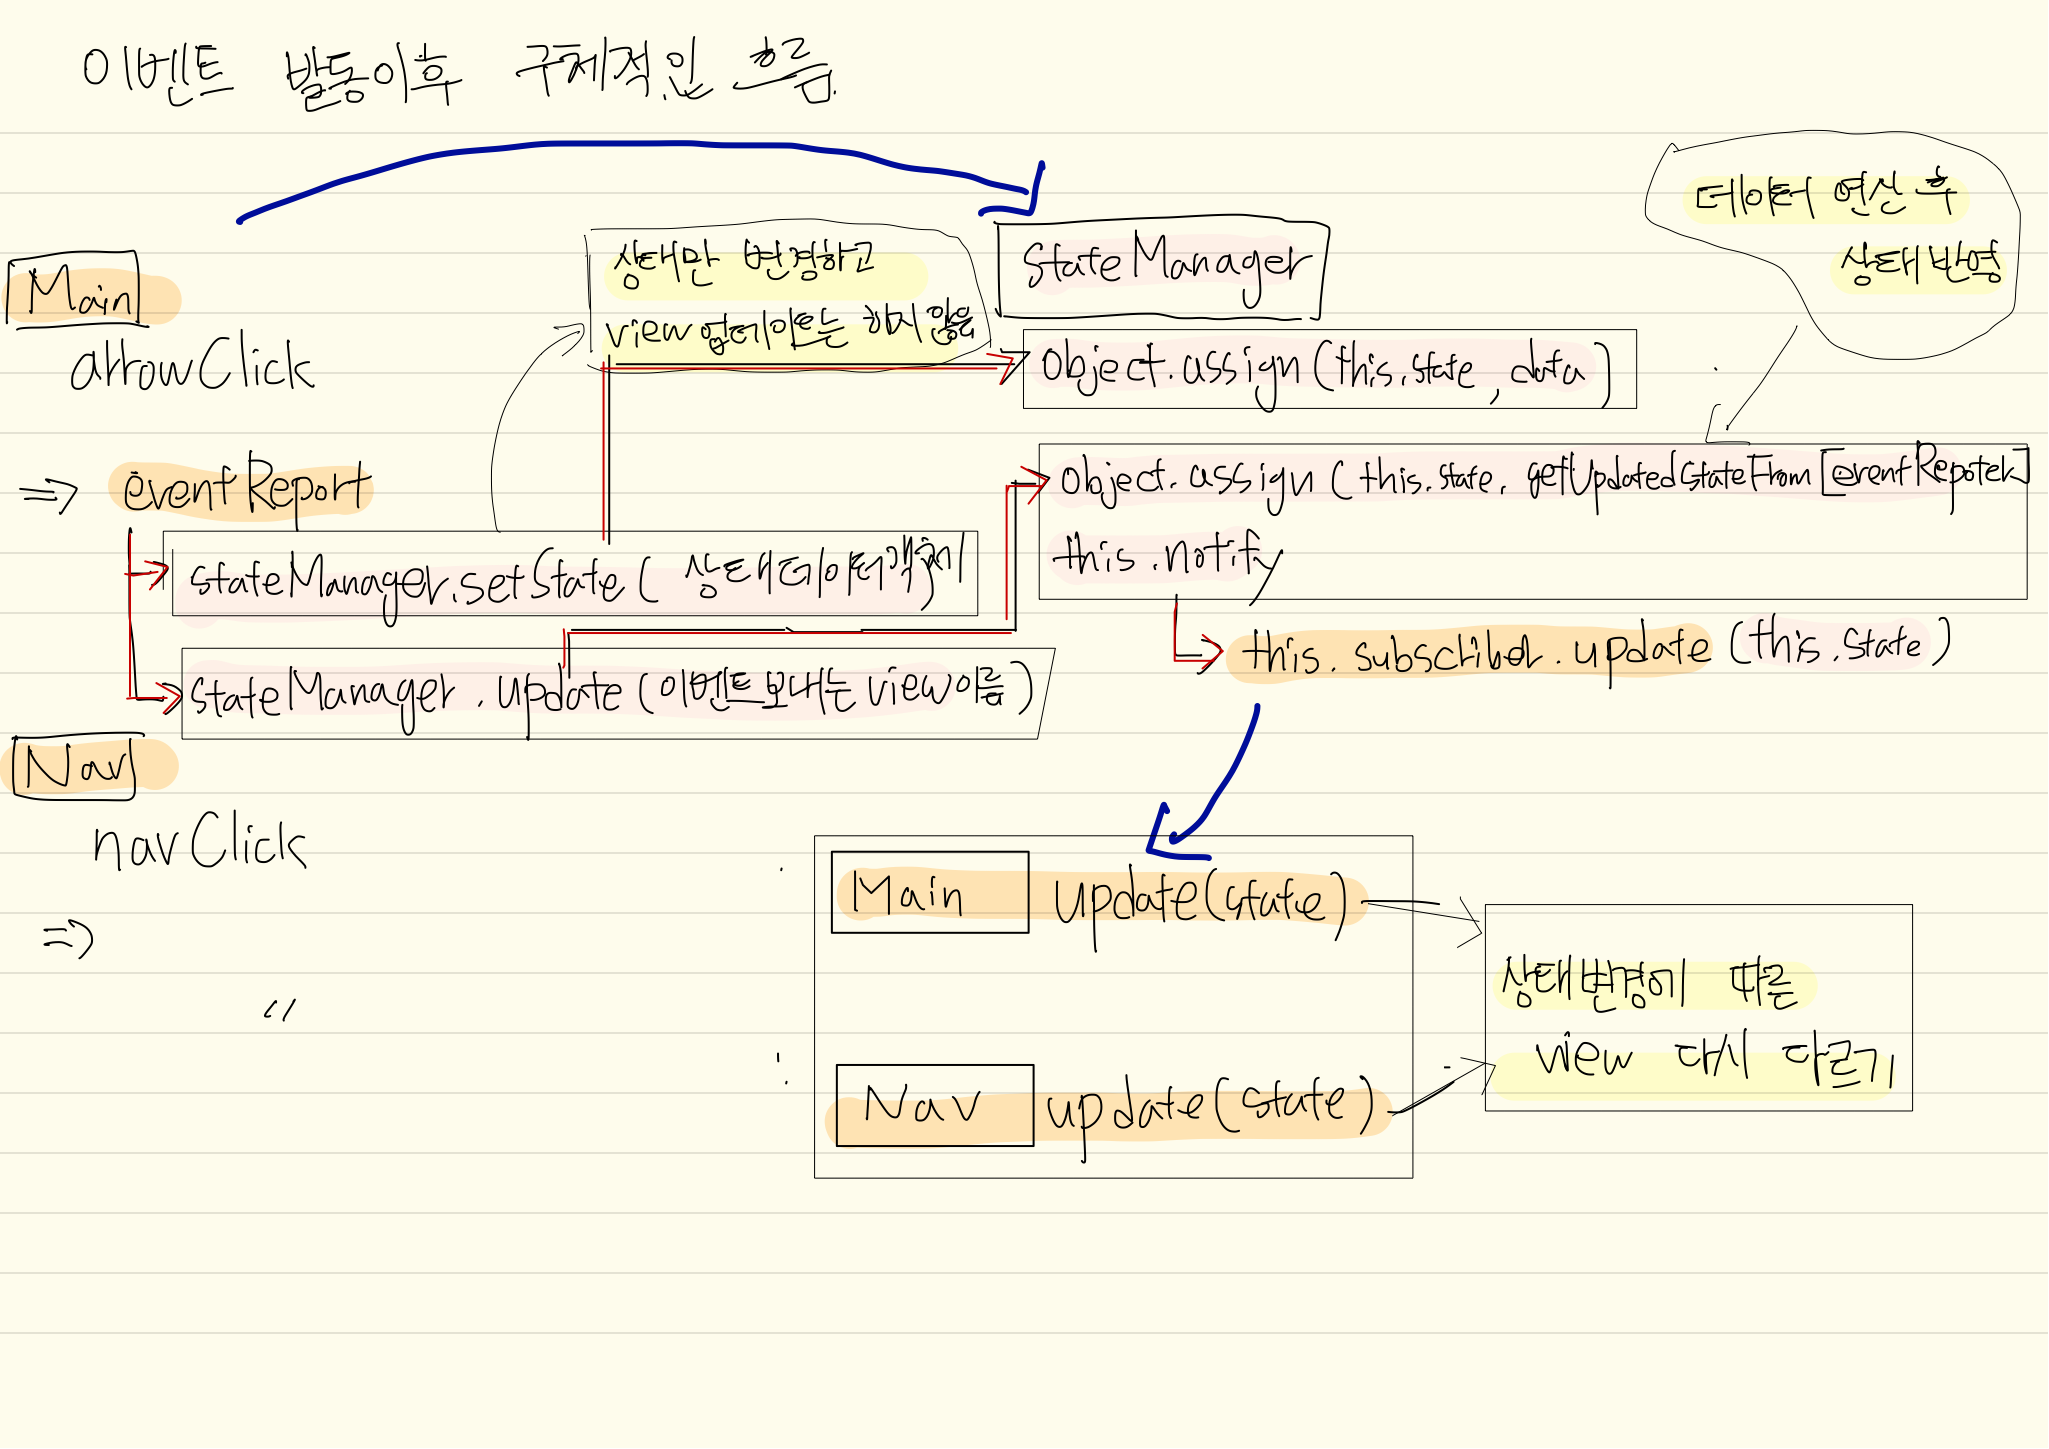 이벤트 발동이후 구체적인 흐름.
데이터 연산 후
상태반영
상태만 변경하고
view 업데이트는 하지 않음
StateManager
Main
arrowClick
Object.assign(this.state, data)
⇒ eventReport
Object.assign(this.state. getUpdatedStateFrom[eventRepoter]
this.notify
stateManager.setState( 상태데이터객체)
this.subscriber.update (this.state)
stateManager.update(이벤트보내는 view이름)
Nav
navClick
⇒
〃
Main update(state)
상태변경에 따른
view 다시 다르기
Nav update(state)